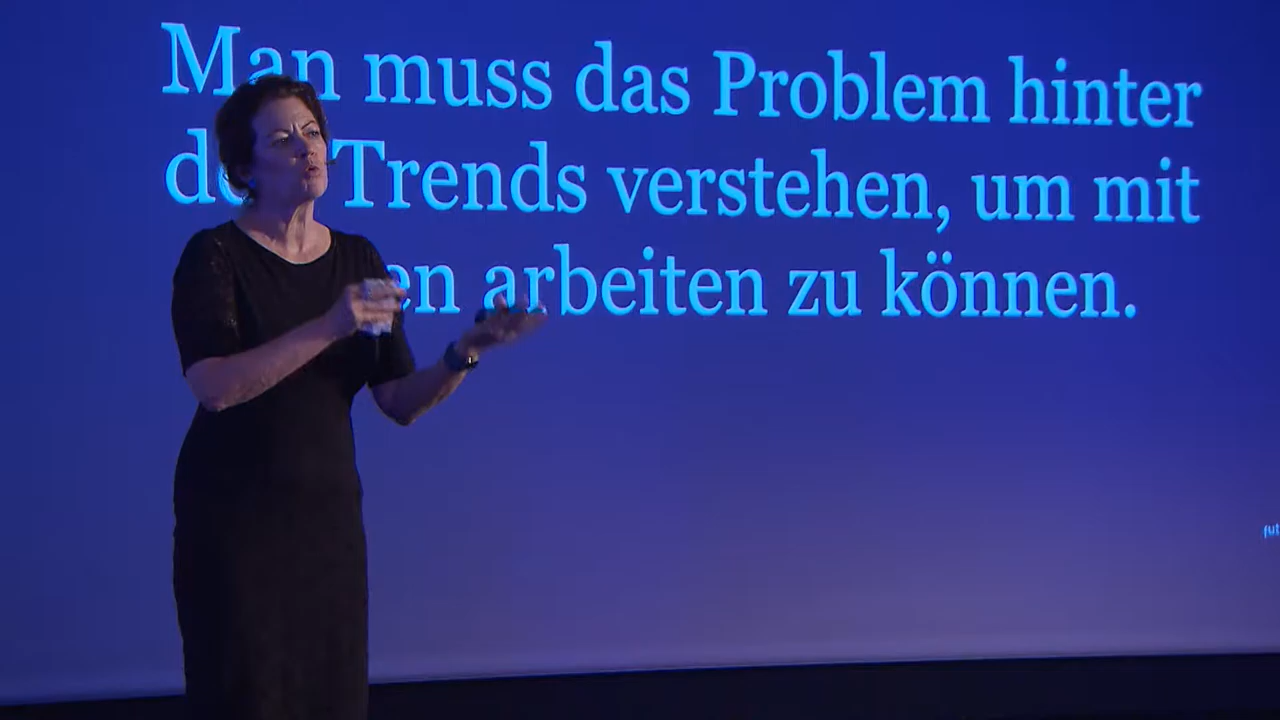 Man muss das Problem hinter
Trends verstehen, um mit
arbeiten zu können.